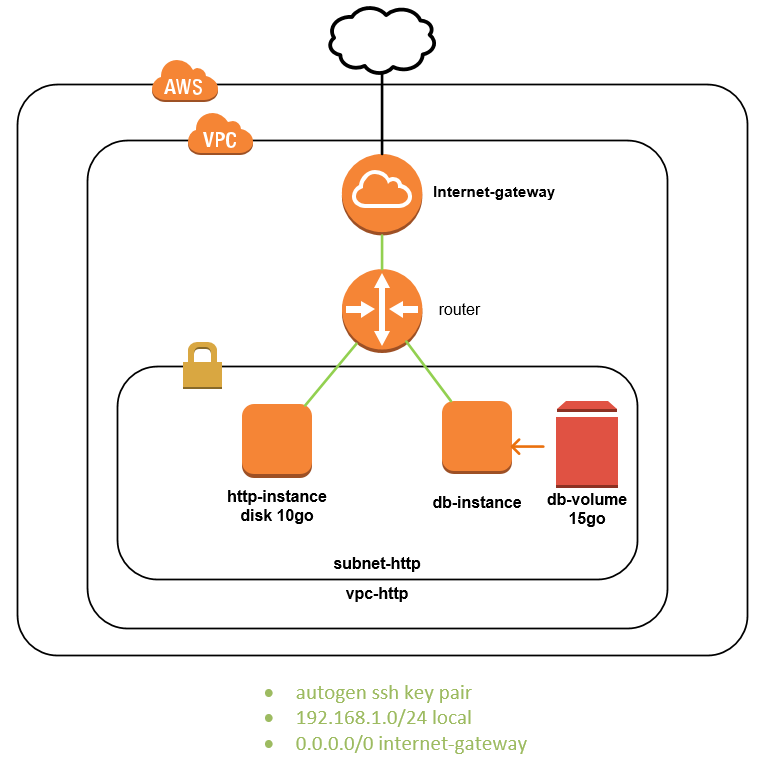 AWS
VPC
Internet-gateway
router
http-instance
disk 10go
db-instance
db-volume
15go
subnet-http
vpc-http
• autogen ssh key pair
• 192.168.1.0/24 local
• 0.0.0.0/0 internet-gateway